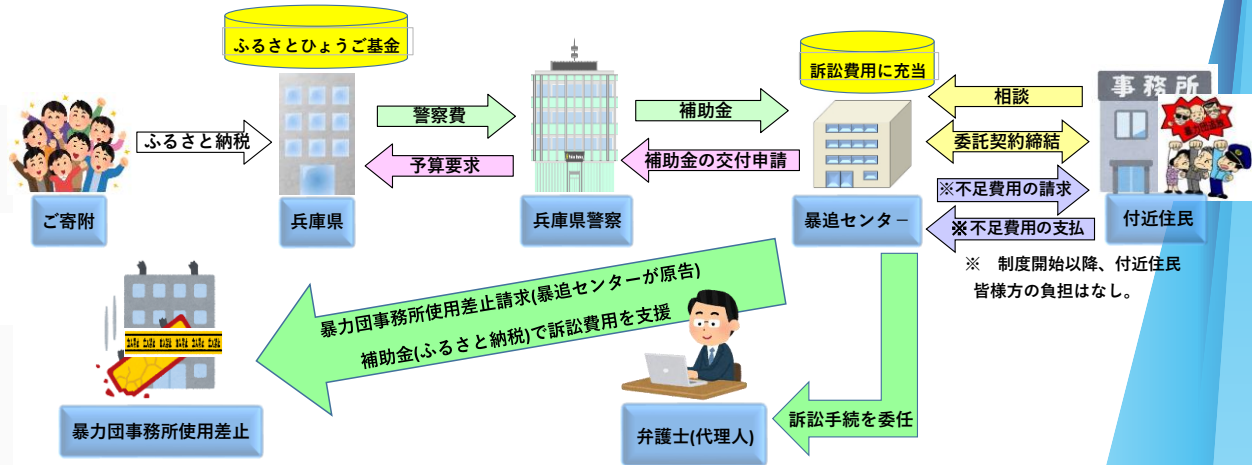 ふるさとひょうご基金
訴訟費用に充当
事務所
暴力団追放
ふるさと納税
警察費
予算要求
補助金
補助金の交付申請
相談
委託契約締結
※不足費用の請求
※不足費用の支払
ご寄附
兵庫県
兵庫県警察
暴追センター
付近住民
※ 制度開始以降、付近住民
皆様方の負担はなし。
暴力団事務所使用差止請求(暴追センターが原告)
補助金(ふるさと納税)で訴訟費用を支援
訴訟手続を委任
暴力団事務所使用差止
弁護士(代理人)